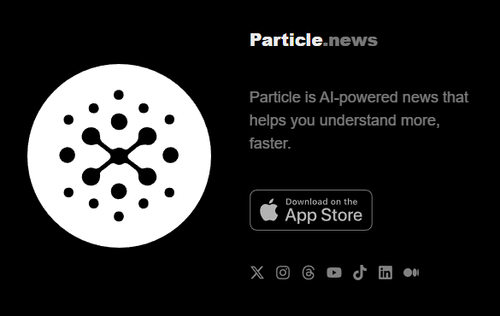 Particle.news
Particle is AI-powered news that
helps you understand more,
faster.
Download on the
App Store